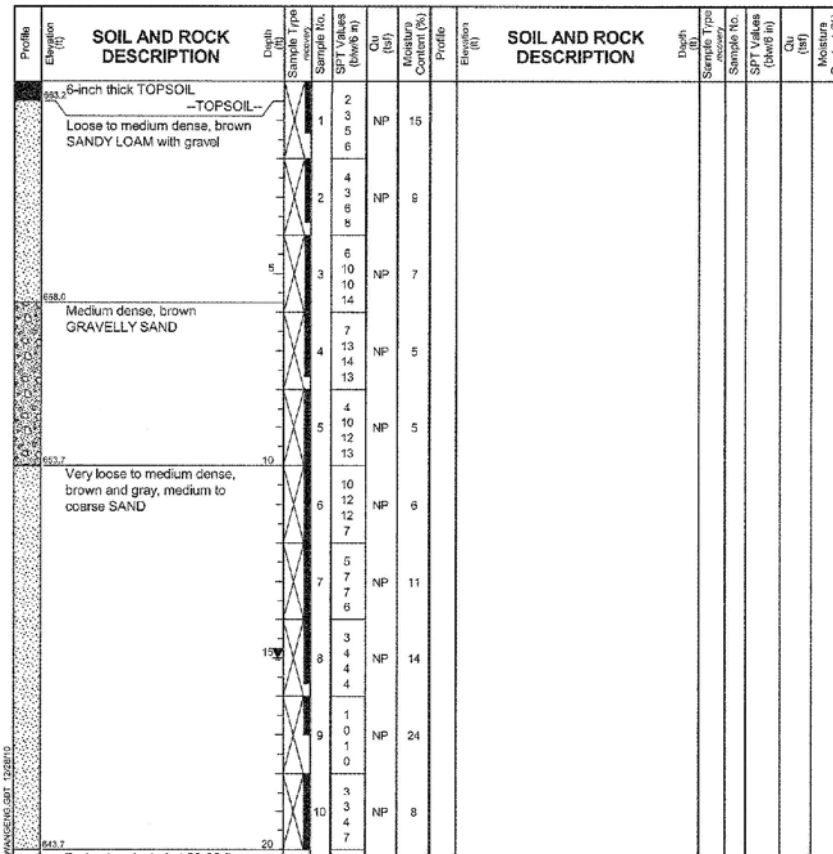 Profile
Elevation (ft)
SOIL AND ROCK DESCRIPTION
Depth (ft)
Sample Type
recovery
Sample No.
SPT Values (blw/6 in)
Qu (tsf)
Moisture Content (%)
Profile
Elevation (ft)
SOIL AND ROCK DESCRIPTION
Depth (ft)
Sample Type
recovery
Sample No.
SPT Values (blw/6 in)
Qu (tsf)
Moisture
663.2 6-inch thick TOPSOIL
--TOPSOIL--
Loose to medium dense, brown
SANDY LOAM with gravel
1
2
3
5
6
NP
15
2
4
3
6
8
NP
9
5
3
6
10
10
14
NP
7
658.0
Medium dense, brown
GRAVELLY SAND
4
7
13
14
13
NP
5
5
4
10
12
13
NP
5
653.7
10
Very loose to medium dense,
brown and gray, medium to
coarse SAND
6
10
12
12
7
NP
6
7
5
7
7
6
NP
11
15
8
3
4
4
4
NP
14
9
1
0
1
0
NP
24
10
3
3
4
7
NP
8
643.7
20
WANGENG.GDT 12/28/10